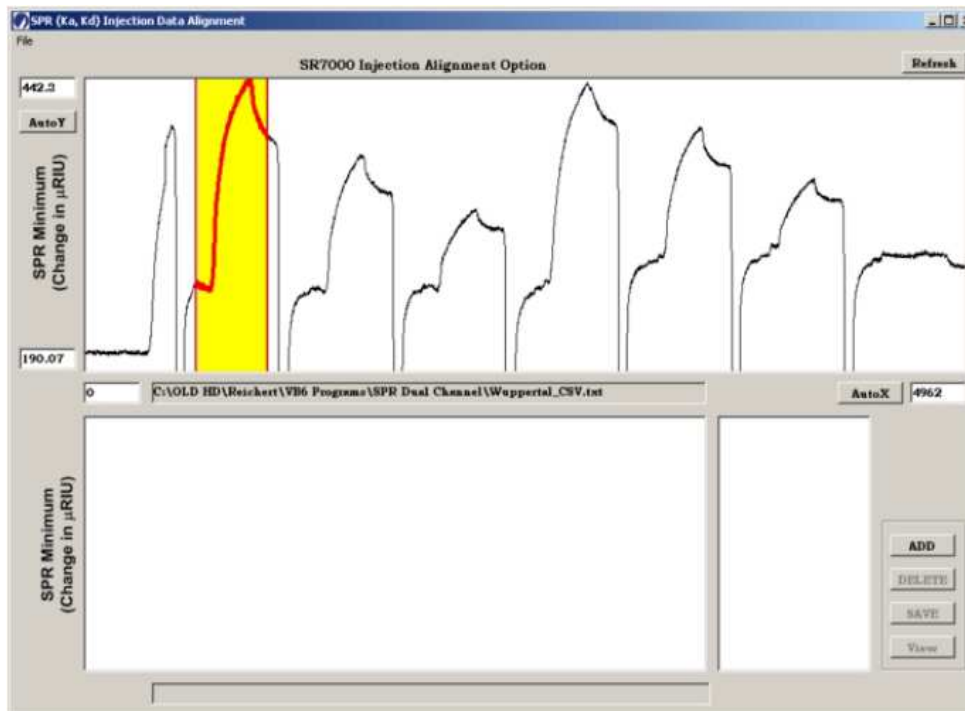 SPR (Ka, Kd) Injection Data Alignment
File
SR7000 Injection Alignment Option
Refresh
442.3
AutoY
SPR Minimum
(Change in µRIU)
190.07
0
C:\OLD HD\Reichert\VB6 Programs\SPR Dual Channel\Wuppertal_CSV.txt
AutoX
4962
SPR Minimum
(Change in µRIU)
ADD
DELETE
SAVE
View